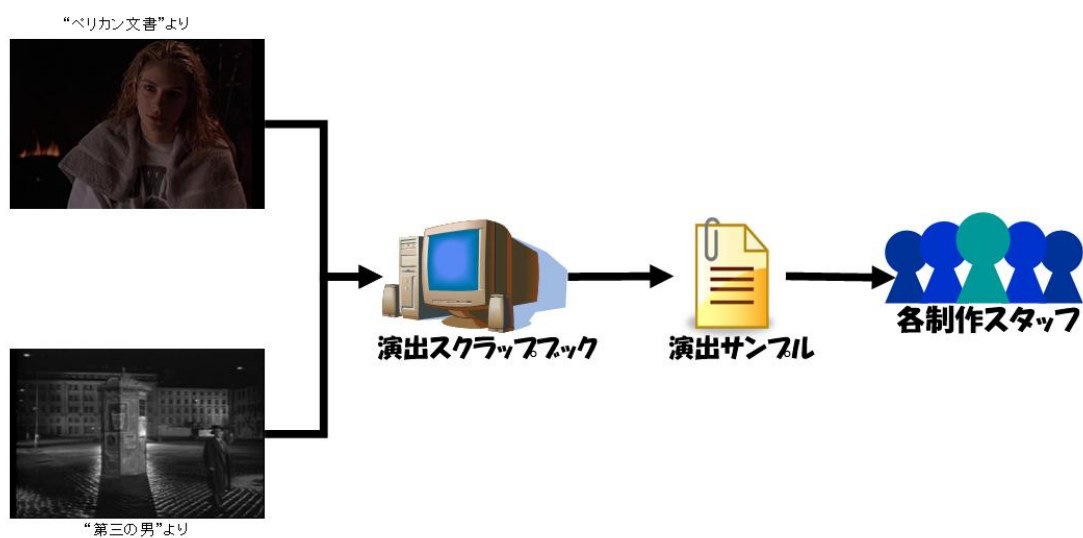 “ペリカン文書”より
演出スクラップブック
演出サンプル
各制作スタッフ
“第三の男”より